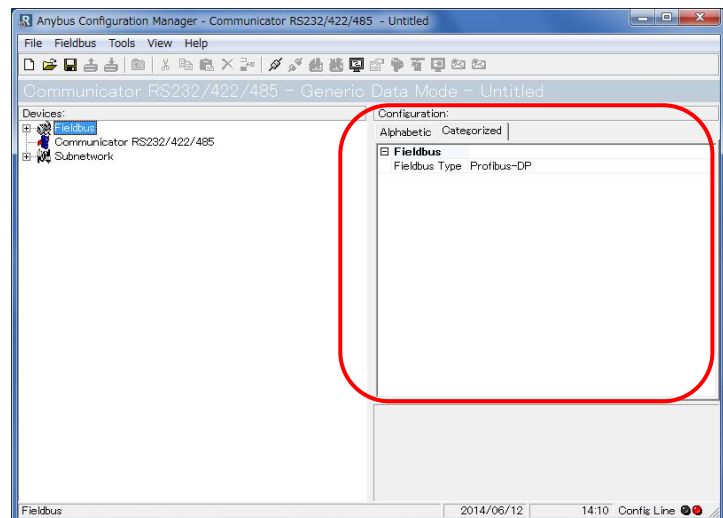 Anybus Configuration Manager - Communicator RS232/422/485 - Untitled
File Fieldbus Tools View Help
Communicator RS232/422/485 - Generic Data Mode - Untitled
Devices:
Fieldbus
Communicator RS232/422/485
Subnetwork
Configuration:
Alphabetic Categorized
Fieldbus
Fieldbus Type Profibus-DP
Fieldbus 2014/06/12 14:10 Config Line